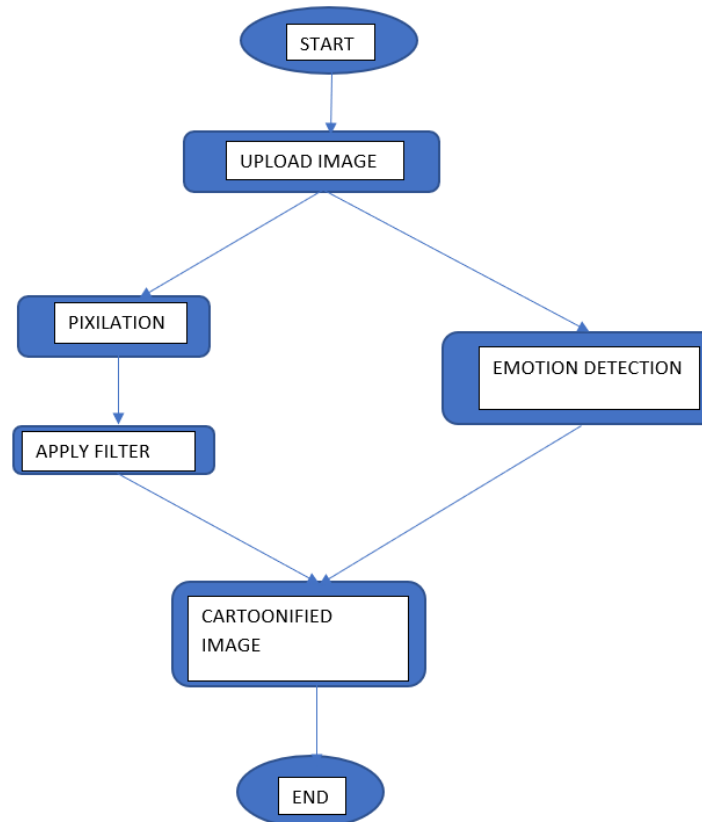 START
UPLOAD IMAGE
PIXILATION
EMOTION DETECTION
APPLY FILTER
CARTOONIFIED
IMAGE
END